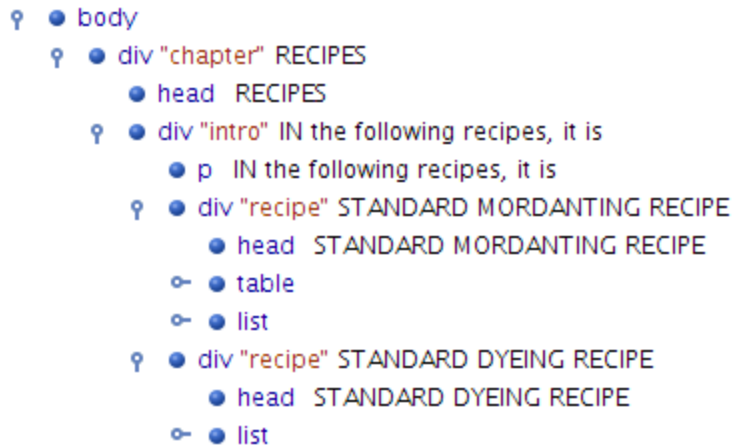 body
div "chapter" RECIPES
head RECIPES
div "intro" IN the following recipes, it is
p IN the following recipes, it is
div "recipe" STANDARD MORDANTING RECIPE
head STANDARD MORDANTING RECIPE
table
list
div "recipe" STANDARD DYEING RECIPE
head STANDARD DYEING RECIPE
list